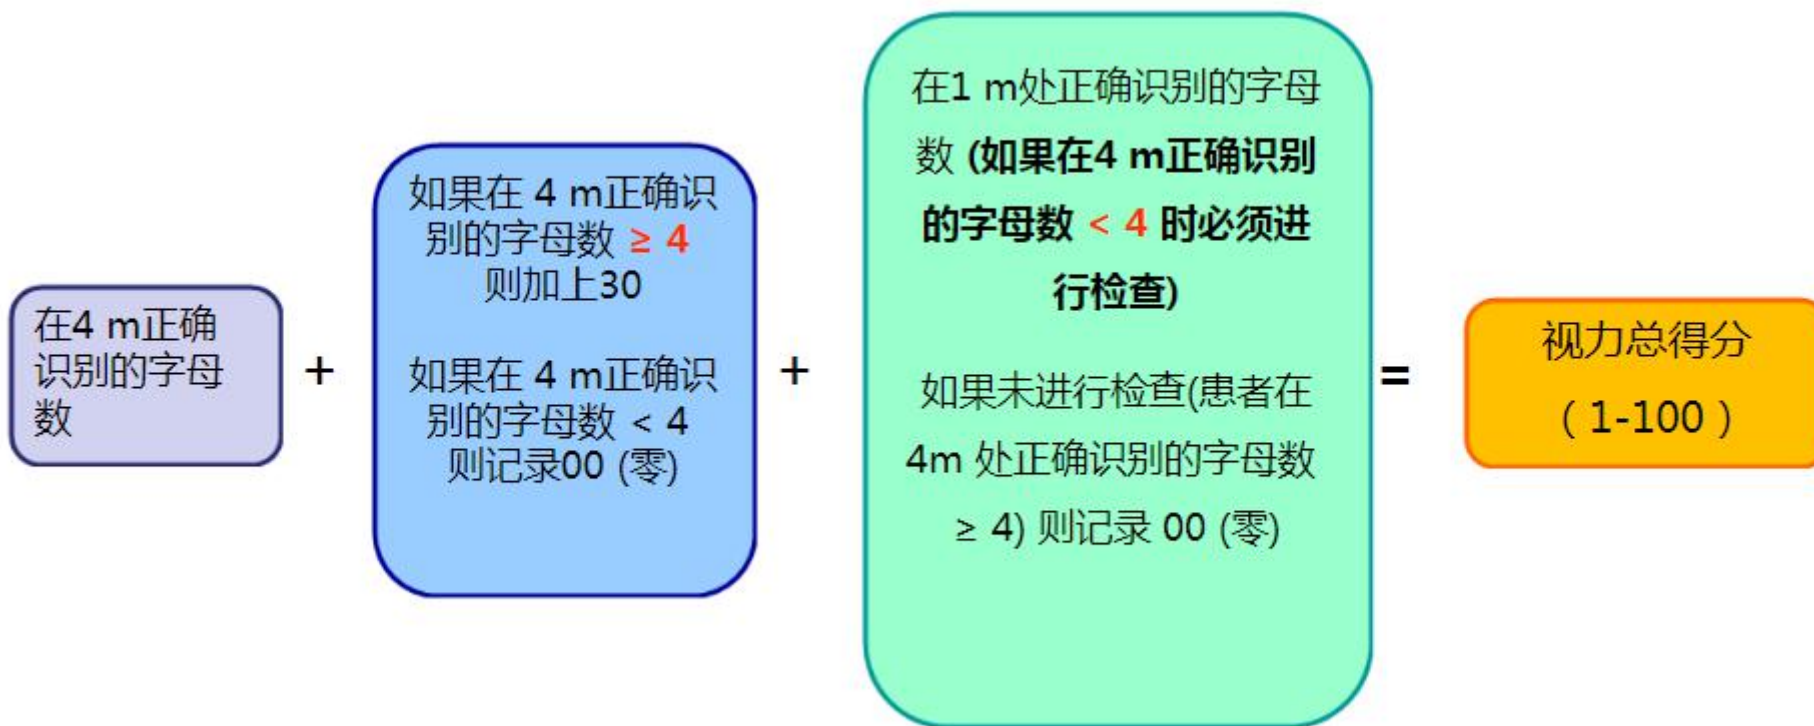 在4 m正确
识别的字母
数
+
如果在 4 m正确识
别的字母数 ≥ 4
则加上30
如果在 4 m正确识
别的字母数 < 4
则记录00 (零)
+
在1 m处正确识别的字母
数 (如果在4 m正确识别
的字母数 < 4 时必须进
行检查)
如果未进行检查(患者在
4m 处正确识别的字母数
≥ 4) 则记录 00 (零)
=
视力总得分
（1-100）